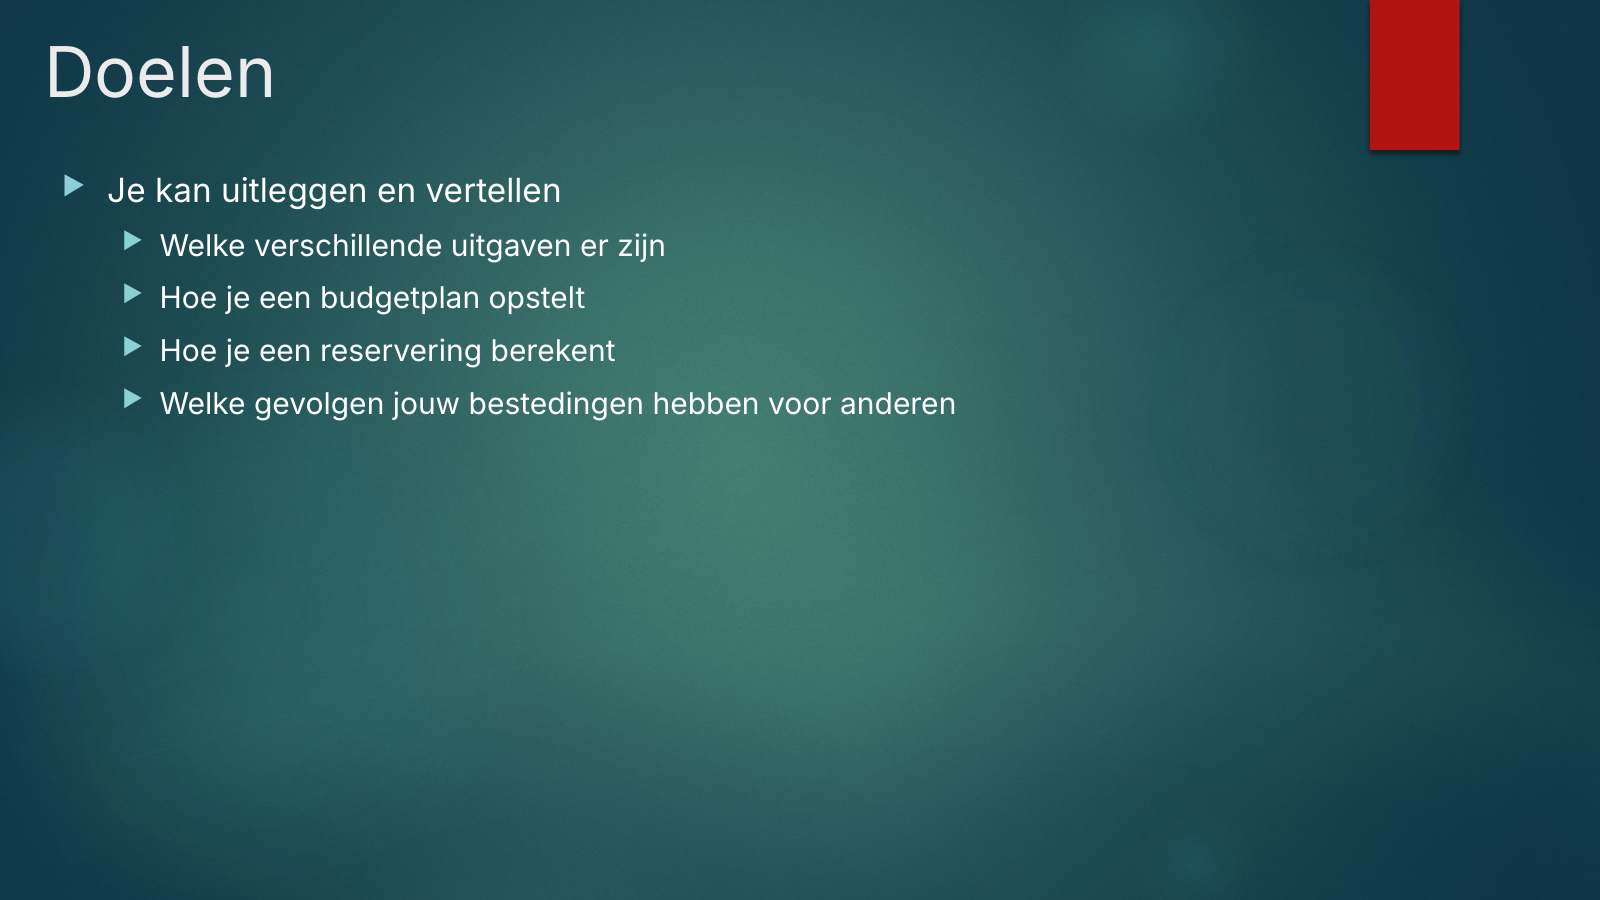 Doelen
Je kan uitleggen en vertellen
Welke verschillende uitgaven er zijn
Hoe je een budgetplan opstelt
Hoe je een reservering berekent
Welke gevolgen jouw bestedingen hebben voor anderen